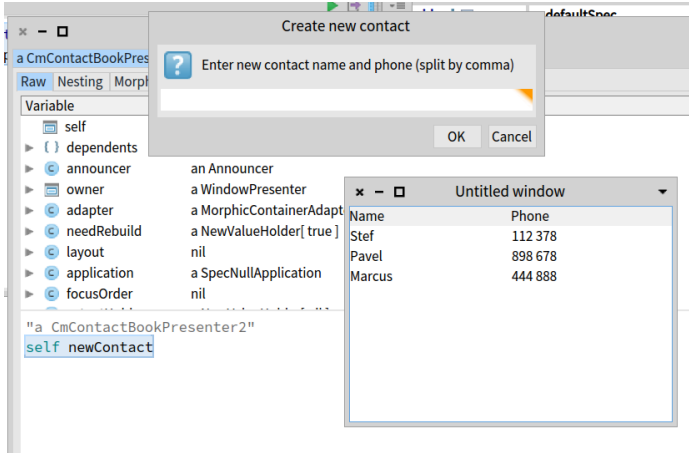 defaultSpec
Create new contact
a CmContactBookPres
Enter new contact name and phone (split by comma)
Raw Nesting Morph
OK Cancel
Variable
self
dependents
announcer an Announcer
owner a WindowPresenter
adapter a MorphicContainerAdapt
needRebuild a NewValueHolder[ true ]
layout nil
application a SpecNullApplication
focusOrder nil
"a CmContactBookPresenter2"
self newContact
Untitled window
Name Phone
Stef 112 378
Pavel 898 678
Marcus 444 888